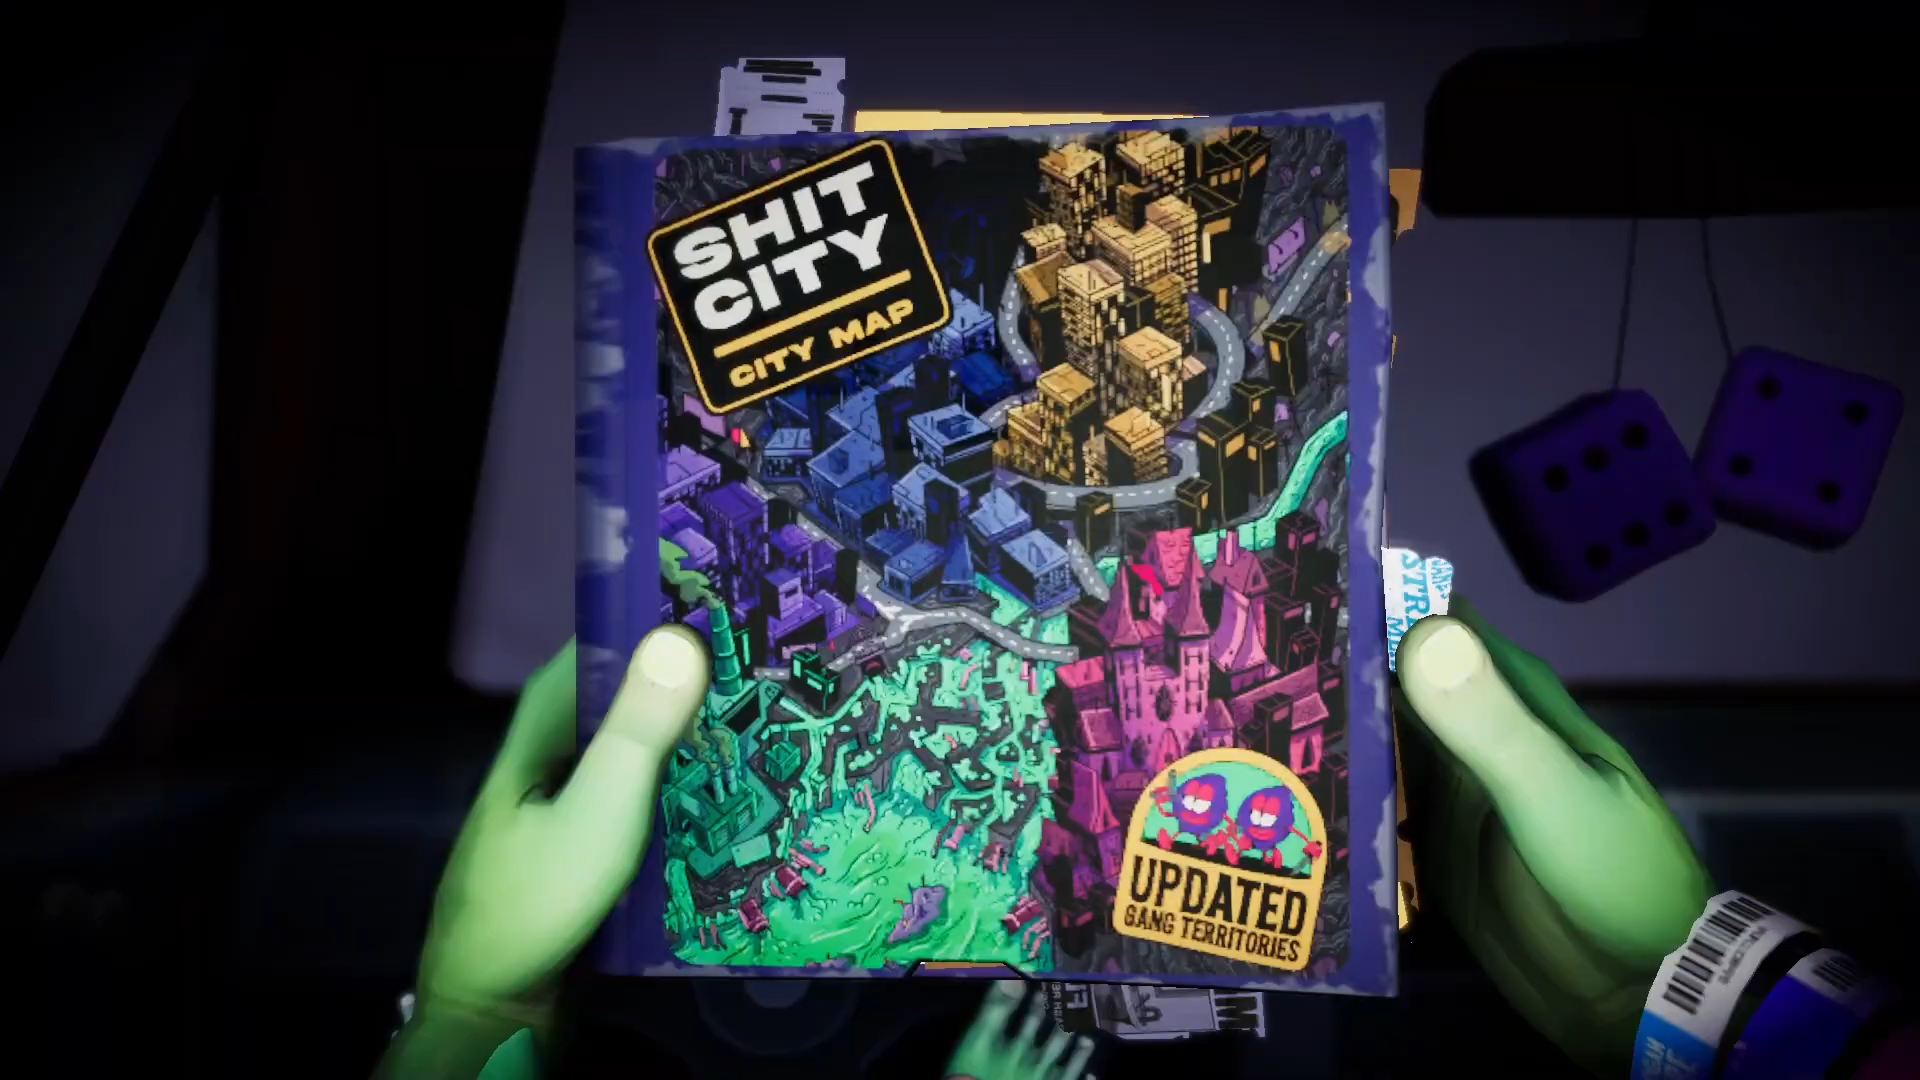 SHIT
CITY
CITY MAP
UPDATED
GANG TERRITORIES